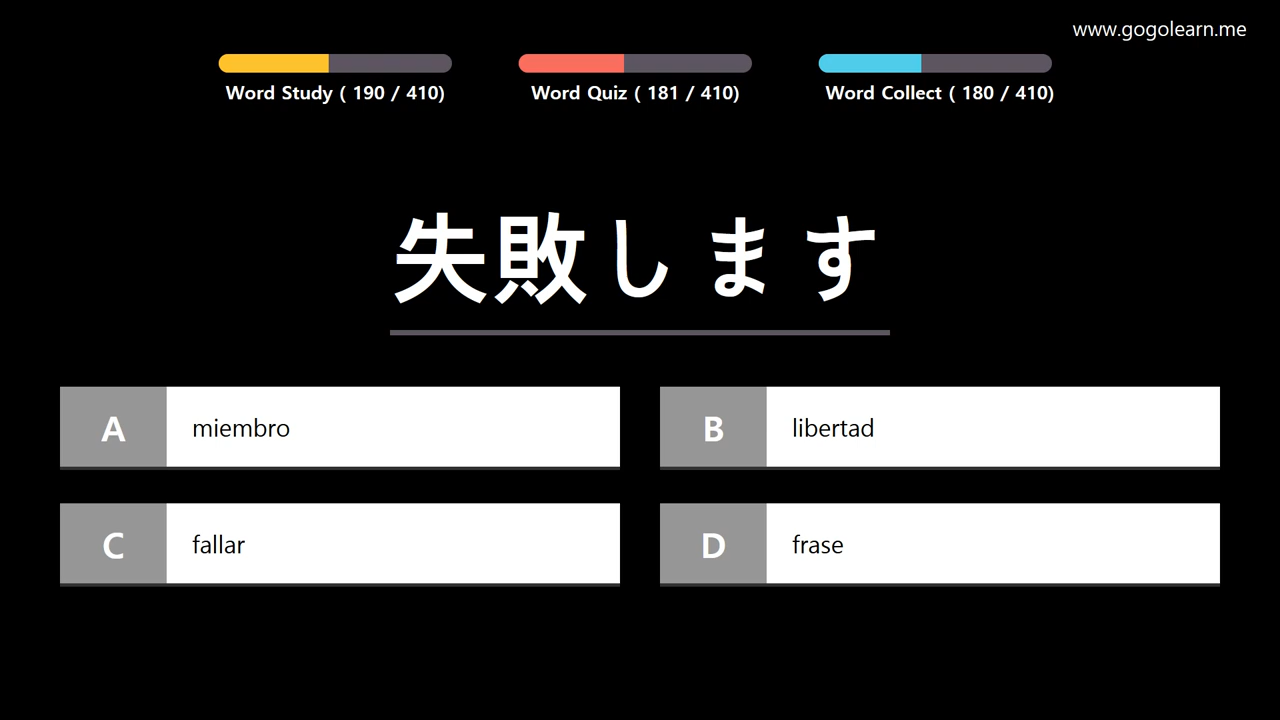 www.gogolearn.me
Word Study ( 190 / 410)
Word Quiz ( 181 / 410)
Word Collect ( 180 / 410)
失敗します
A miembro
B libertad
C fallar
D frase